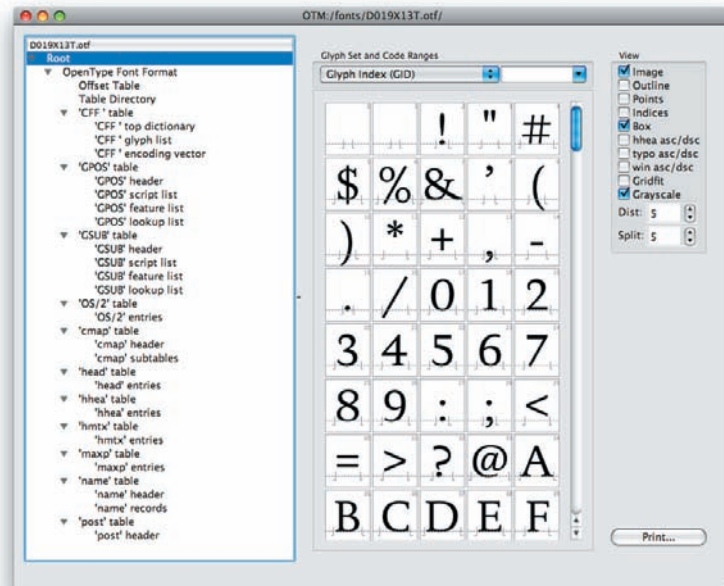 OTM:/fonts/D019X13T.otf/
D019X13T.otf
Root
OpenType Font Format
Offset Table
Table Directory
'CFF ' table
'CFF ' top dictionary
'CFF ' glyph list
'CFF ' encoding vector
'GPOS' table
'GPOS' header
'GPOS' script list
'GPOS' feature list
'GPOS' lookup list
'GSUB' table
'GSUB' header
'GSUB' script list
'GSUB' feature list
'GSUB' lookup list
'OS/2' table
'OS/2' entries
'cmap' table
'cmap' header
'cmap' subtables
'head' table
'head' entries
'hhea' table
'hhea' entries
'hmtx' table
'hmtx' entries
'maxp' table
'maxp' entries
'name' table
'name' header
'name' records
'post' table
'post' header
Glyph Set and Code Ranges
Glyph Index (GID)
! " #
$ % & ’ (
) * + , -
. / 0 1 2
3 4 5 6 7
8 9 : ; <
= > ? @ A
B C D E F
View
Image
Outline
Points
Indices
Box
hhea asc/dsc
typo asc/dsc
win asc/dsc
Gridfit
Grayscale
Dist: 5
Split: 5
Print...